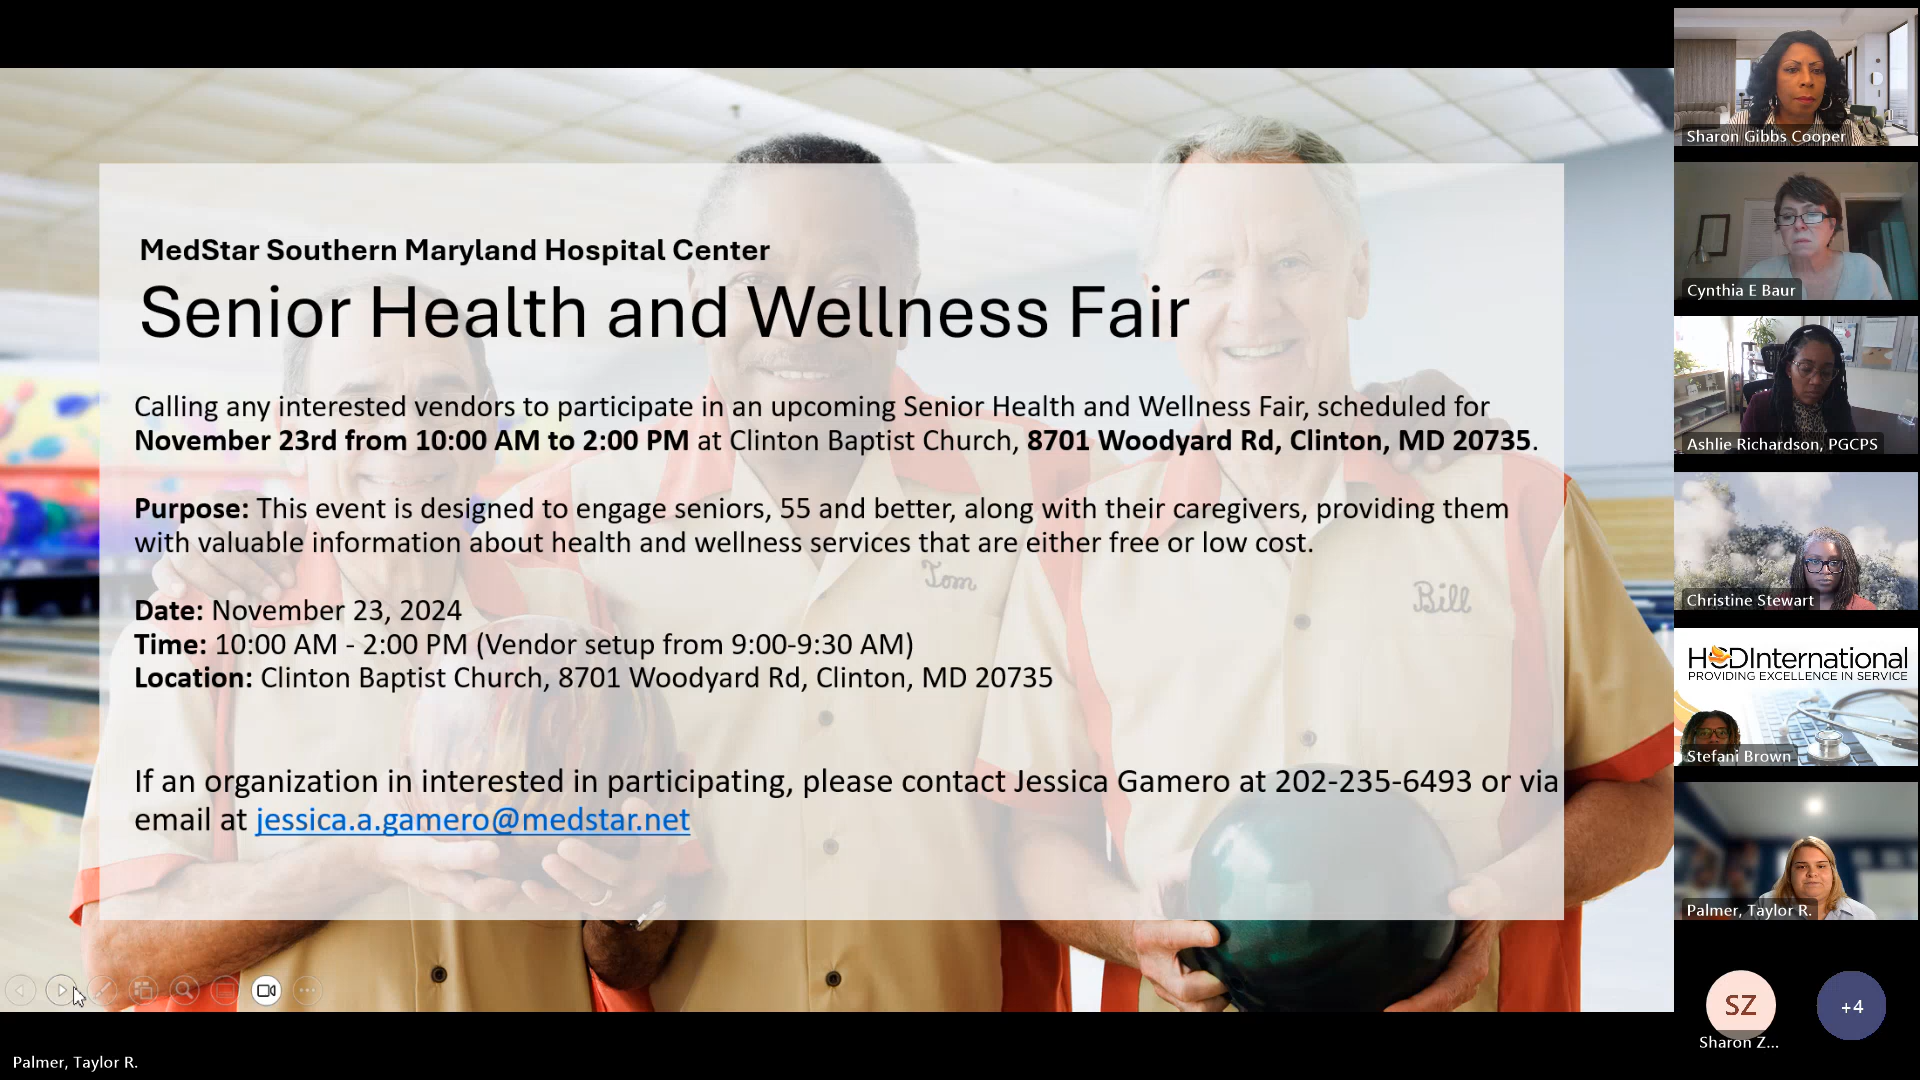 MedStar Southern Maryland Hospital Center
Senior Health and Wellness Fair
Calling any interested vendors to participate in an upcoming Senior Health and Wellness Fair, scheduled for
November 23rd from 10:00 AM to 2:00 PM at Clinton Baptist Church, 8701 Woodyard Rd, Clinton, MD 20735.
Purpose: This event is designed to engage seniors, 55 and better, along with their caregivers, providing them
with valuable information about health and wellness services that are either free or low cost.
Tom
Bill
Date: November 23, 2024
Time: 10:00 AM - 2:00 PM (Vendor setup from 9:00-9:30 AM)
Location: Clinton Baptist Church, 8701 Woodyard Rd, Clinton, MD 20735
If an organization in interested in participating, please contact Jessica Gamero at 202-235-6493 or via
email at jessica.a.gamero@medstar.net
Palmer, Taylor R.
Sharon Gibbs Cooper
Cynthia E Baur
Ashlie Richardson, PGCPS
Christine Stewart
HSDInternational
PROVIDING EXCELLENCE IN SERVICE
Stefani Brown
Palmer, Taylor R.
SZ
+4
Sharon Z...